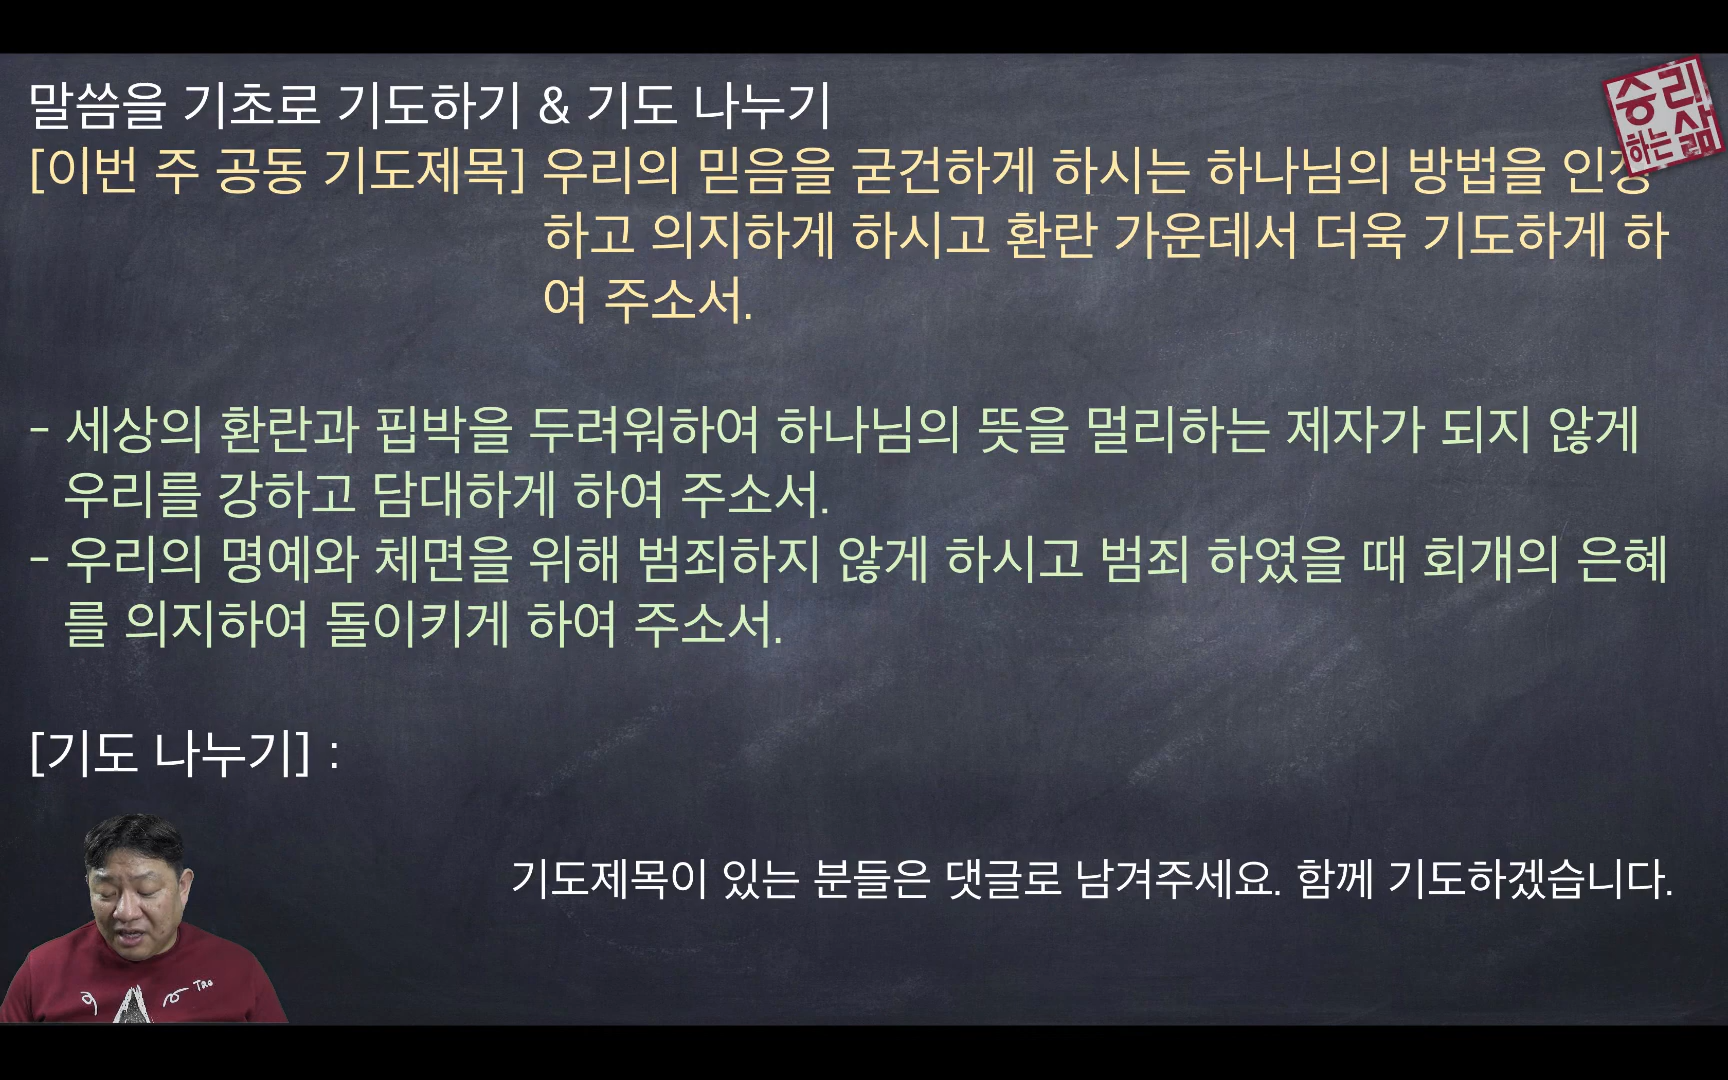 말씀을 기초로 기도하기 & 기도 나누기
[이번 주 공동 기도제목] 우리의 믿음을 굳건하게 하시는 하나님의 방법을 인정
하고 의지하게 하시고 환란 가운데서 더욱 기도하게 하
여 주소서.
- 세상의 환란과 핍박을 두려워하여 하나님의 뜻을 멀리하는 제자가 되지 않게
우리를 강하고 담대하게 하여 주소서.
- 우리의 명예와 체면을 위해 범죄하지 않게 하시고 범죄 하였을 때 회개의 은혜
를 의지하여 돌이키게 하여 주소서.
[기도 나누기] :
기도제목이 있는 분들은 댓글로 남겨주세요. 함께 기도하겠습니다.
승리
하는 삶
Tao